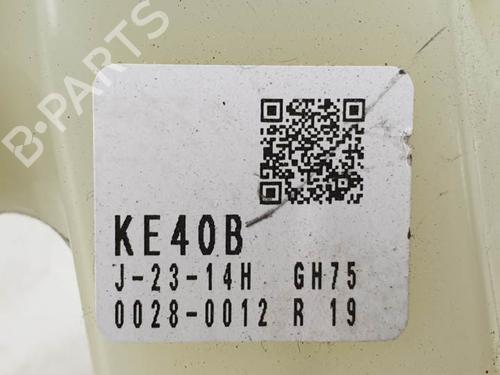 B-PARTS
KE40B
J-23-14H GH75
0028-0012 R 19